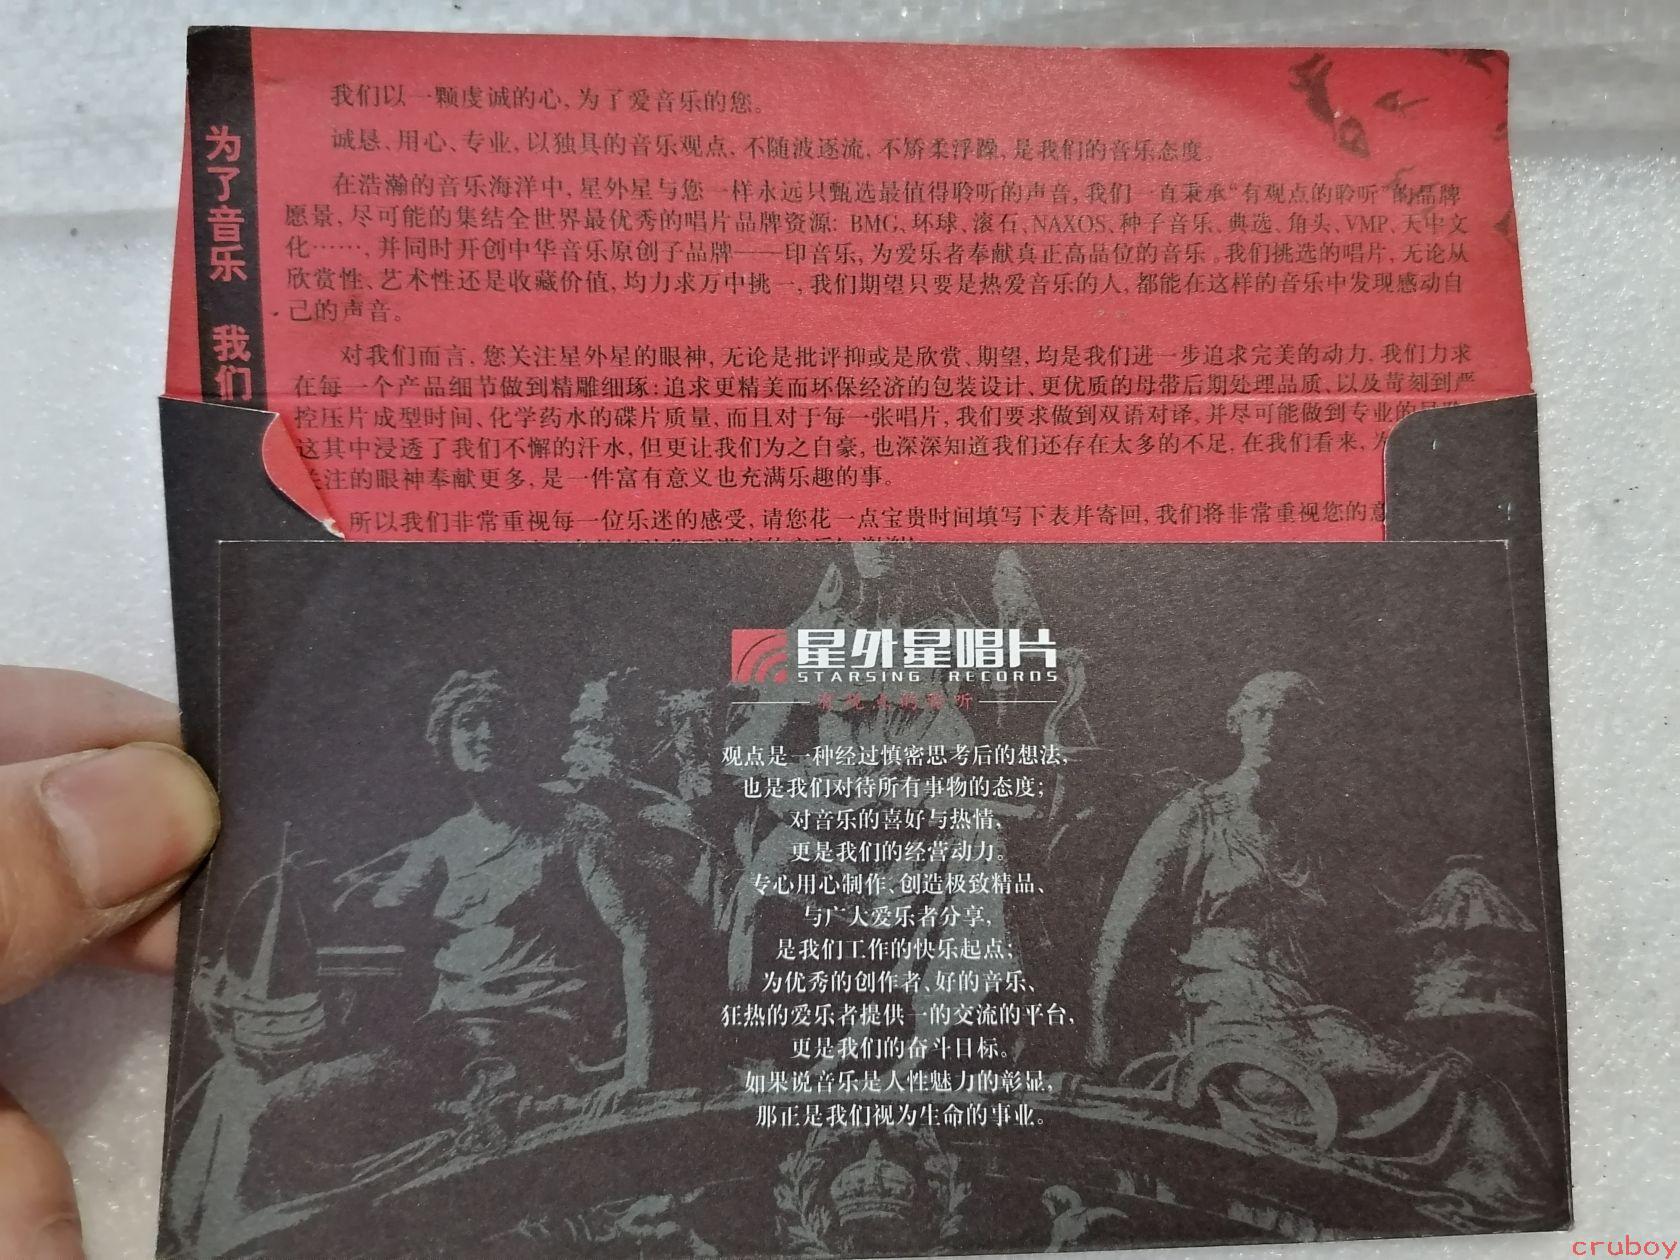 为了音乐 我们
我们以一颗虔诚的心,为了爱音乐的您。
诚恳、用心、专业,以独具的音乐观点,不随波逐流,不矫柔浮躁,是我们的音乐态度。
在浩瀚的音乐海洋中,星外星与您一样永远只甄选最值得聆听的声音,我们一直秉承“有观点的聆听”的品牌
愿景,尽可能的集结全世界最优秀的唱片品牌资源: BMG、环球、滚石、NAXOS、种子音乐、典选、角头、VMP、天中文
化……,并同时开创中华音乐原创子品牌——印音乐,为爱乐者奉献真正高品位的音乐。我们挑选的唱片,无论从
欣赏性、艺术性还是收藏价值,均力求万中挑一,我们期望只要是热爱音乐的人,都能在这样的音乐中发现感动自
己的声音。
对我们而言,您关注星外星的眼神,无论是批评抑或是欣赏、期望,均是我们进一步追求完美的动力,我们力求
在每一个产品细节做到精雕细琢:追求更精美而环保经济的包装设计、更优质的母带后期处理品质、以及苛刻到严
控压片成型时间、化学药水的碟片质量,而且对于每一张唱片,我们要求做到双语对译,并尽可能做到专业的
这其中浸透了我们不懈的汗水,但更让我们为之自豪,也深深知道我们还存在太多的不足,在我们看来,为
注的眼神奉献更多,是一件富有意义也充满乐趣的事。
所以我们非常重视每一位乐迷的感受,请您花一点宝贵时间填写下表并寄回,我们将非常重视您的意
星外星唱片
STARSING RECORDS
有观点的聆听
观点是一种经过慎密思考后的想法,
也是我们对待所有事物的态度;
对音乐的喜好与热情,
更是我们的经营动力。
专心用心制作、创造极致精品、
与广大爱乐者分享,
是我们工作的快乐起点;
为优秀的创作者、好的音乐、
狂热的爱乐者提供一的交流的平台,
更是我们的奋斗目标。
如果说音乐是人性魅力的彰显,
那正是我们视为生命的事业。
cruboy